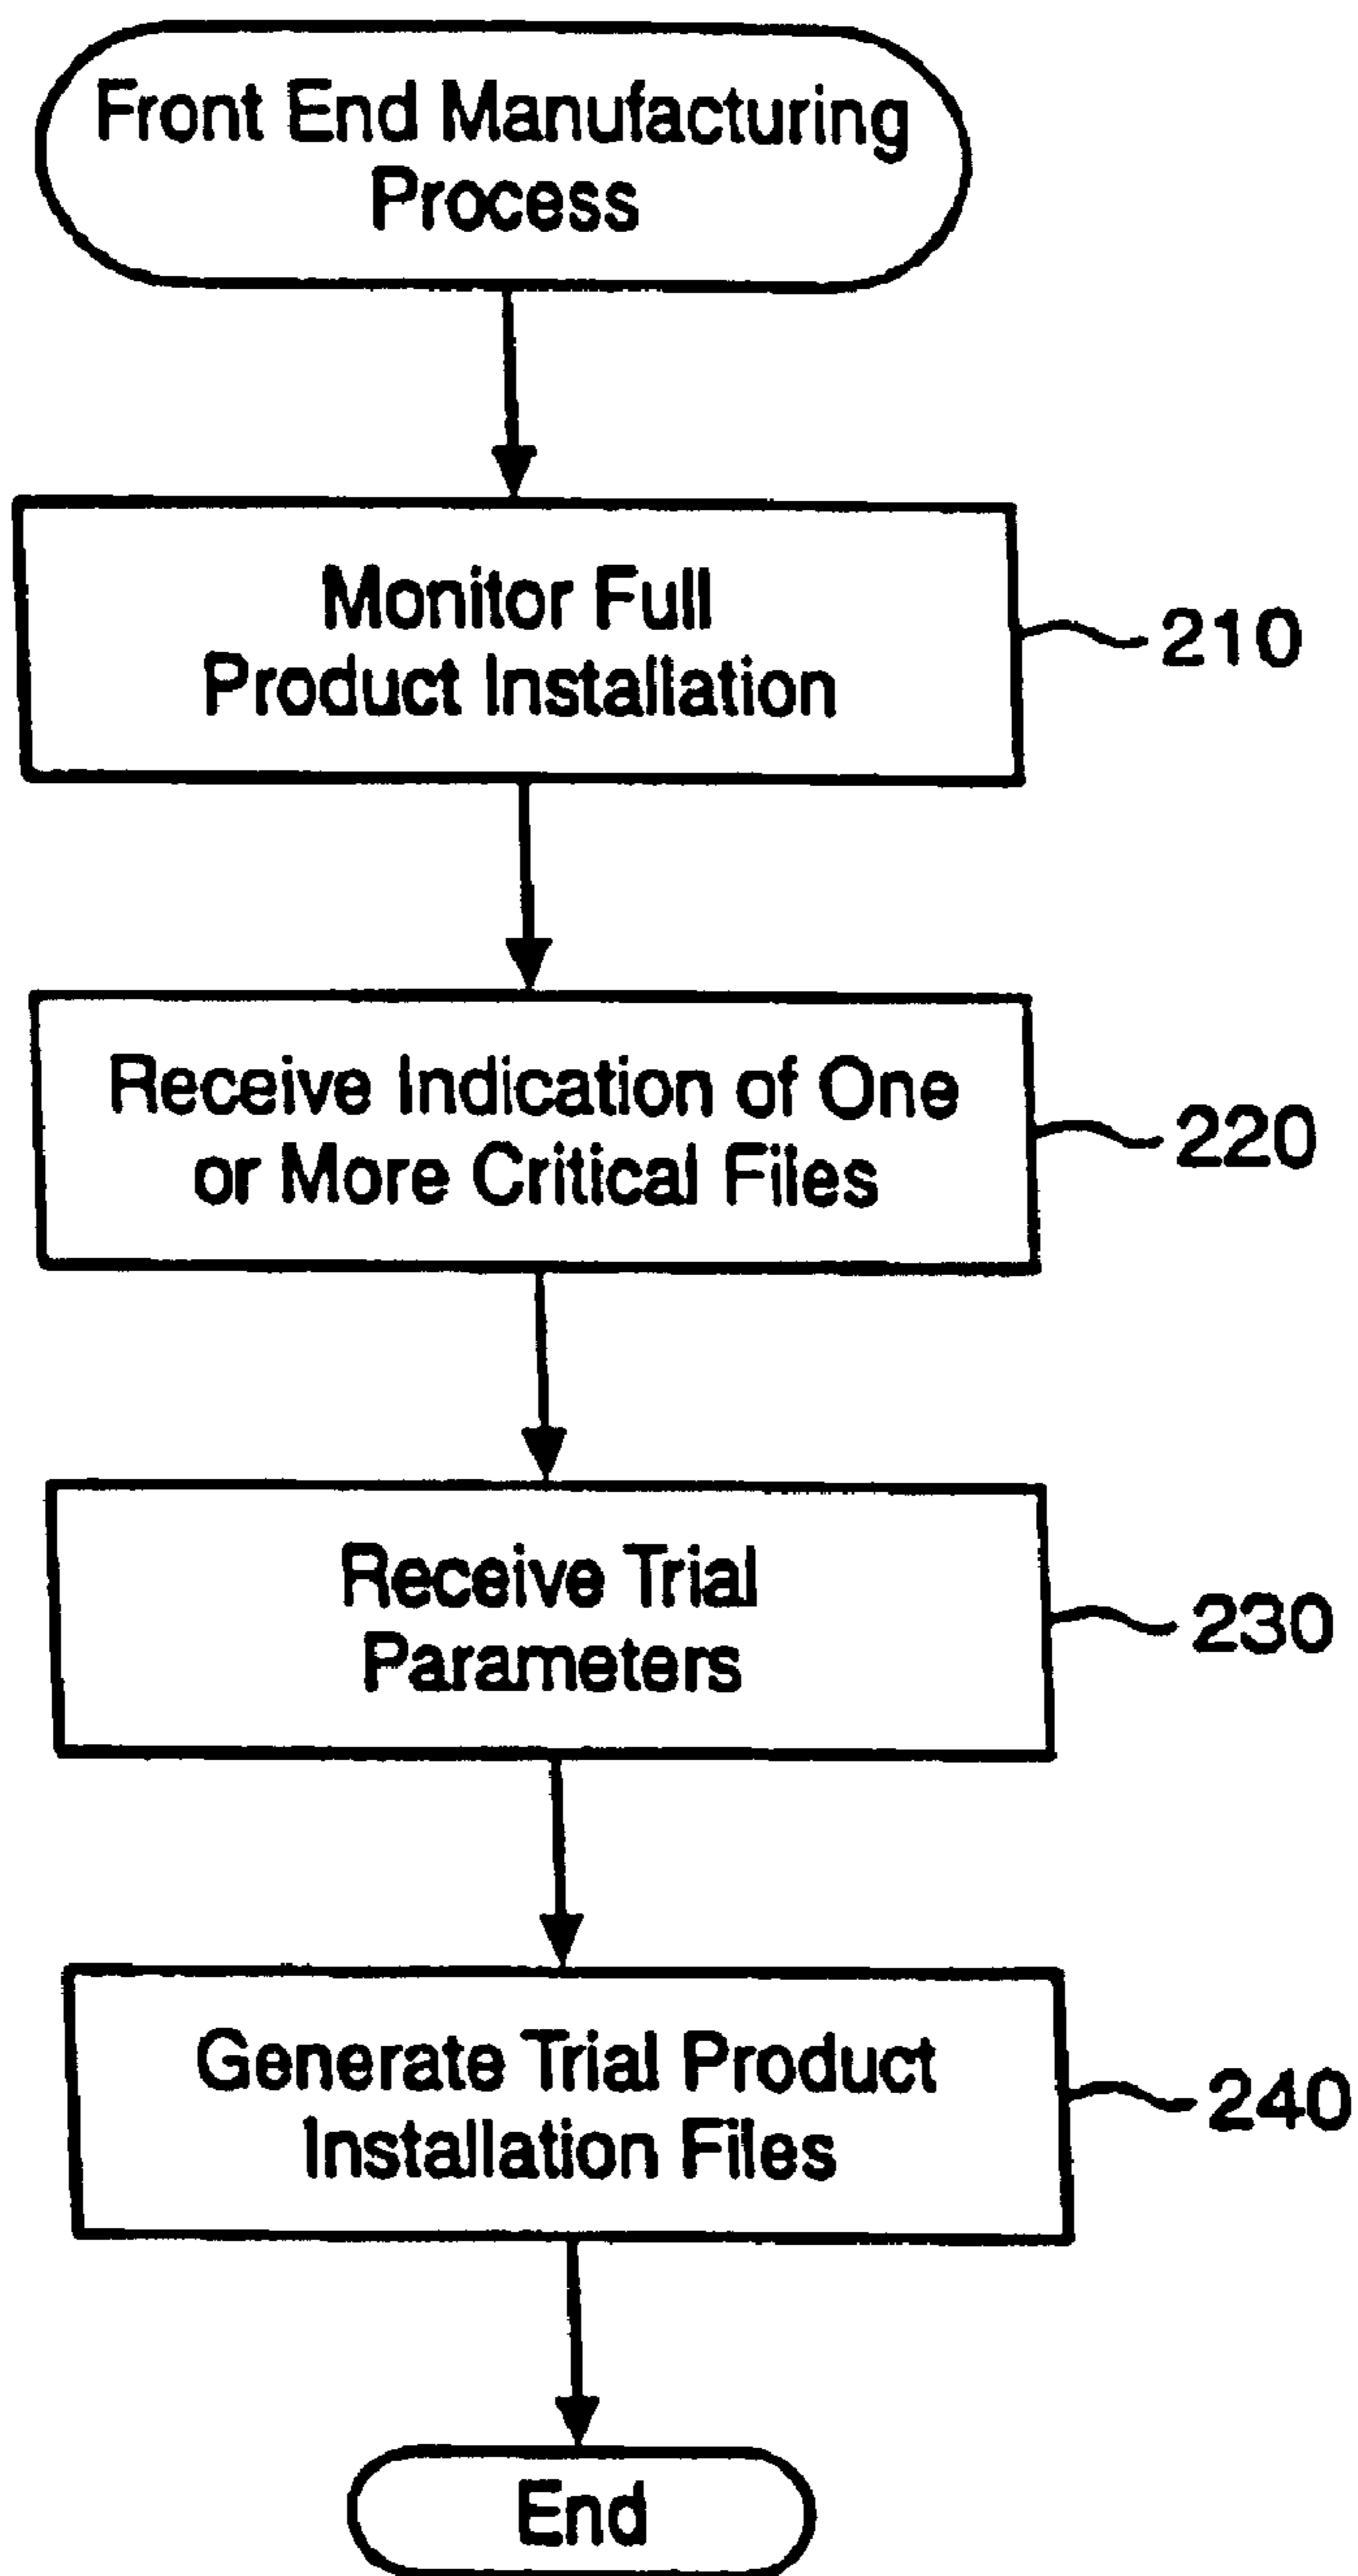 Front End Manufacturing
Process
Monitor Full
Product Installation
210
Receive Indication of One
or More Critical Files
220
Receive Trial
Parameters
230
Generate Trial Product
Installation Files
240
End